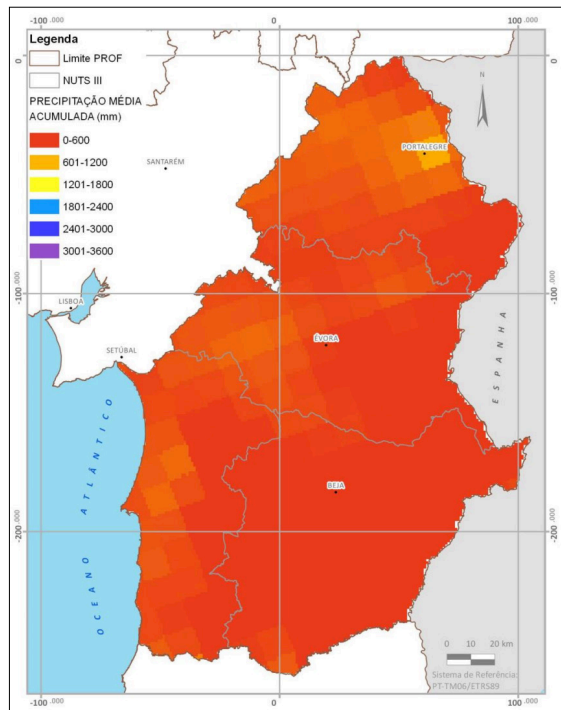 -100.000
0
100.000
Legenda
Limite PROF
NUTS III
PRECIPITAÇÃO MÉDIA
ACUMULADA (mm)
0-600
601-1200
1201-1800
1801-2400
2401-3000
3001-3600
0
0
N
PORTALEGRE
SANTARÉM
-100.000
-100.000
LISBOA
SETÚBAL
ÉVORA
ESPANHA
OCEANO ATLÂNTICO
BEJA
-200.000
-200.000
0 10 20 km
Sistema de Referência:
PT-TM06/ETRS89
-100.000
0
100.000